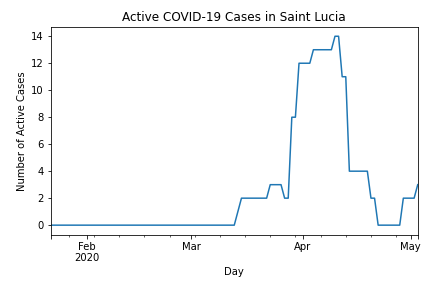 Active COVID-19 Cases in Saint Lucia
14
12
10
8
6
4
2
0
Number of Active Cases
Feb
2020
Mar
Apr
May
Day